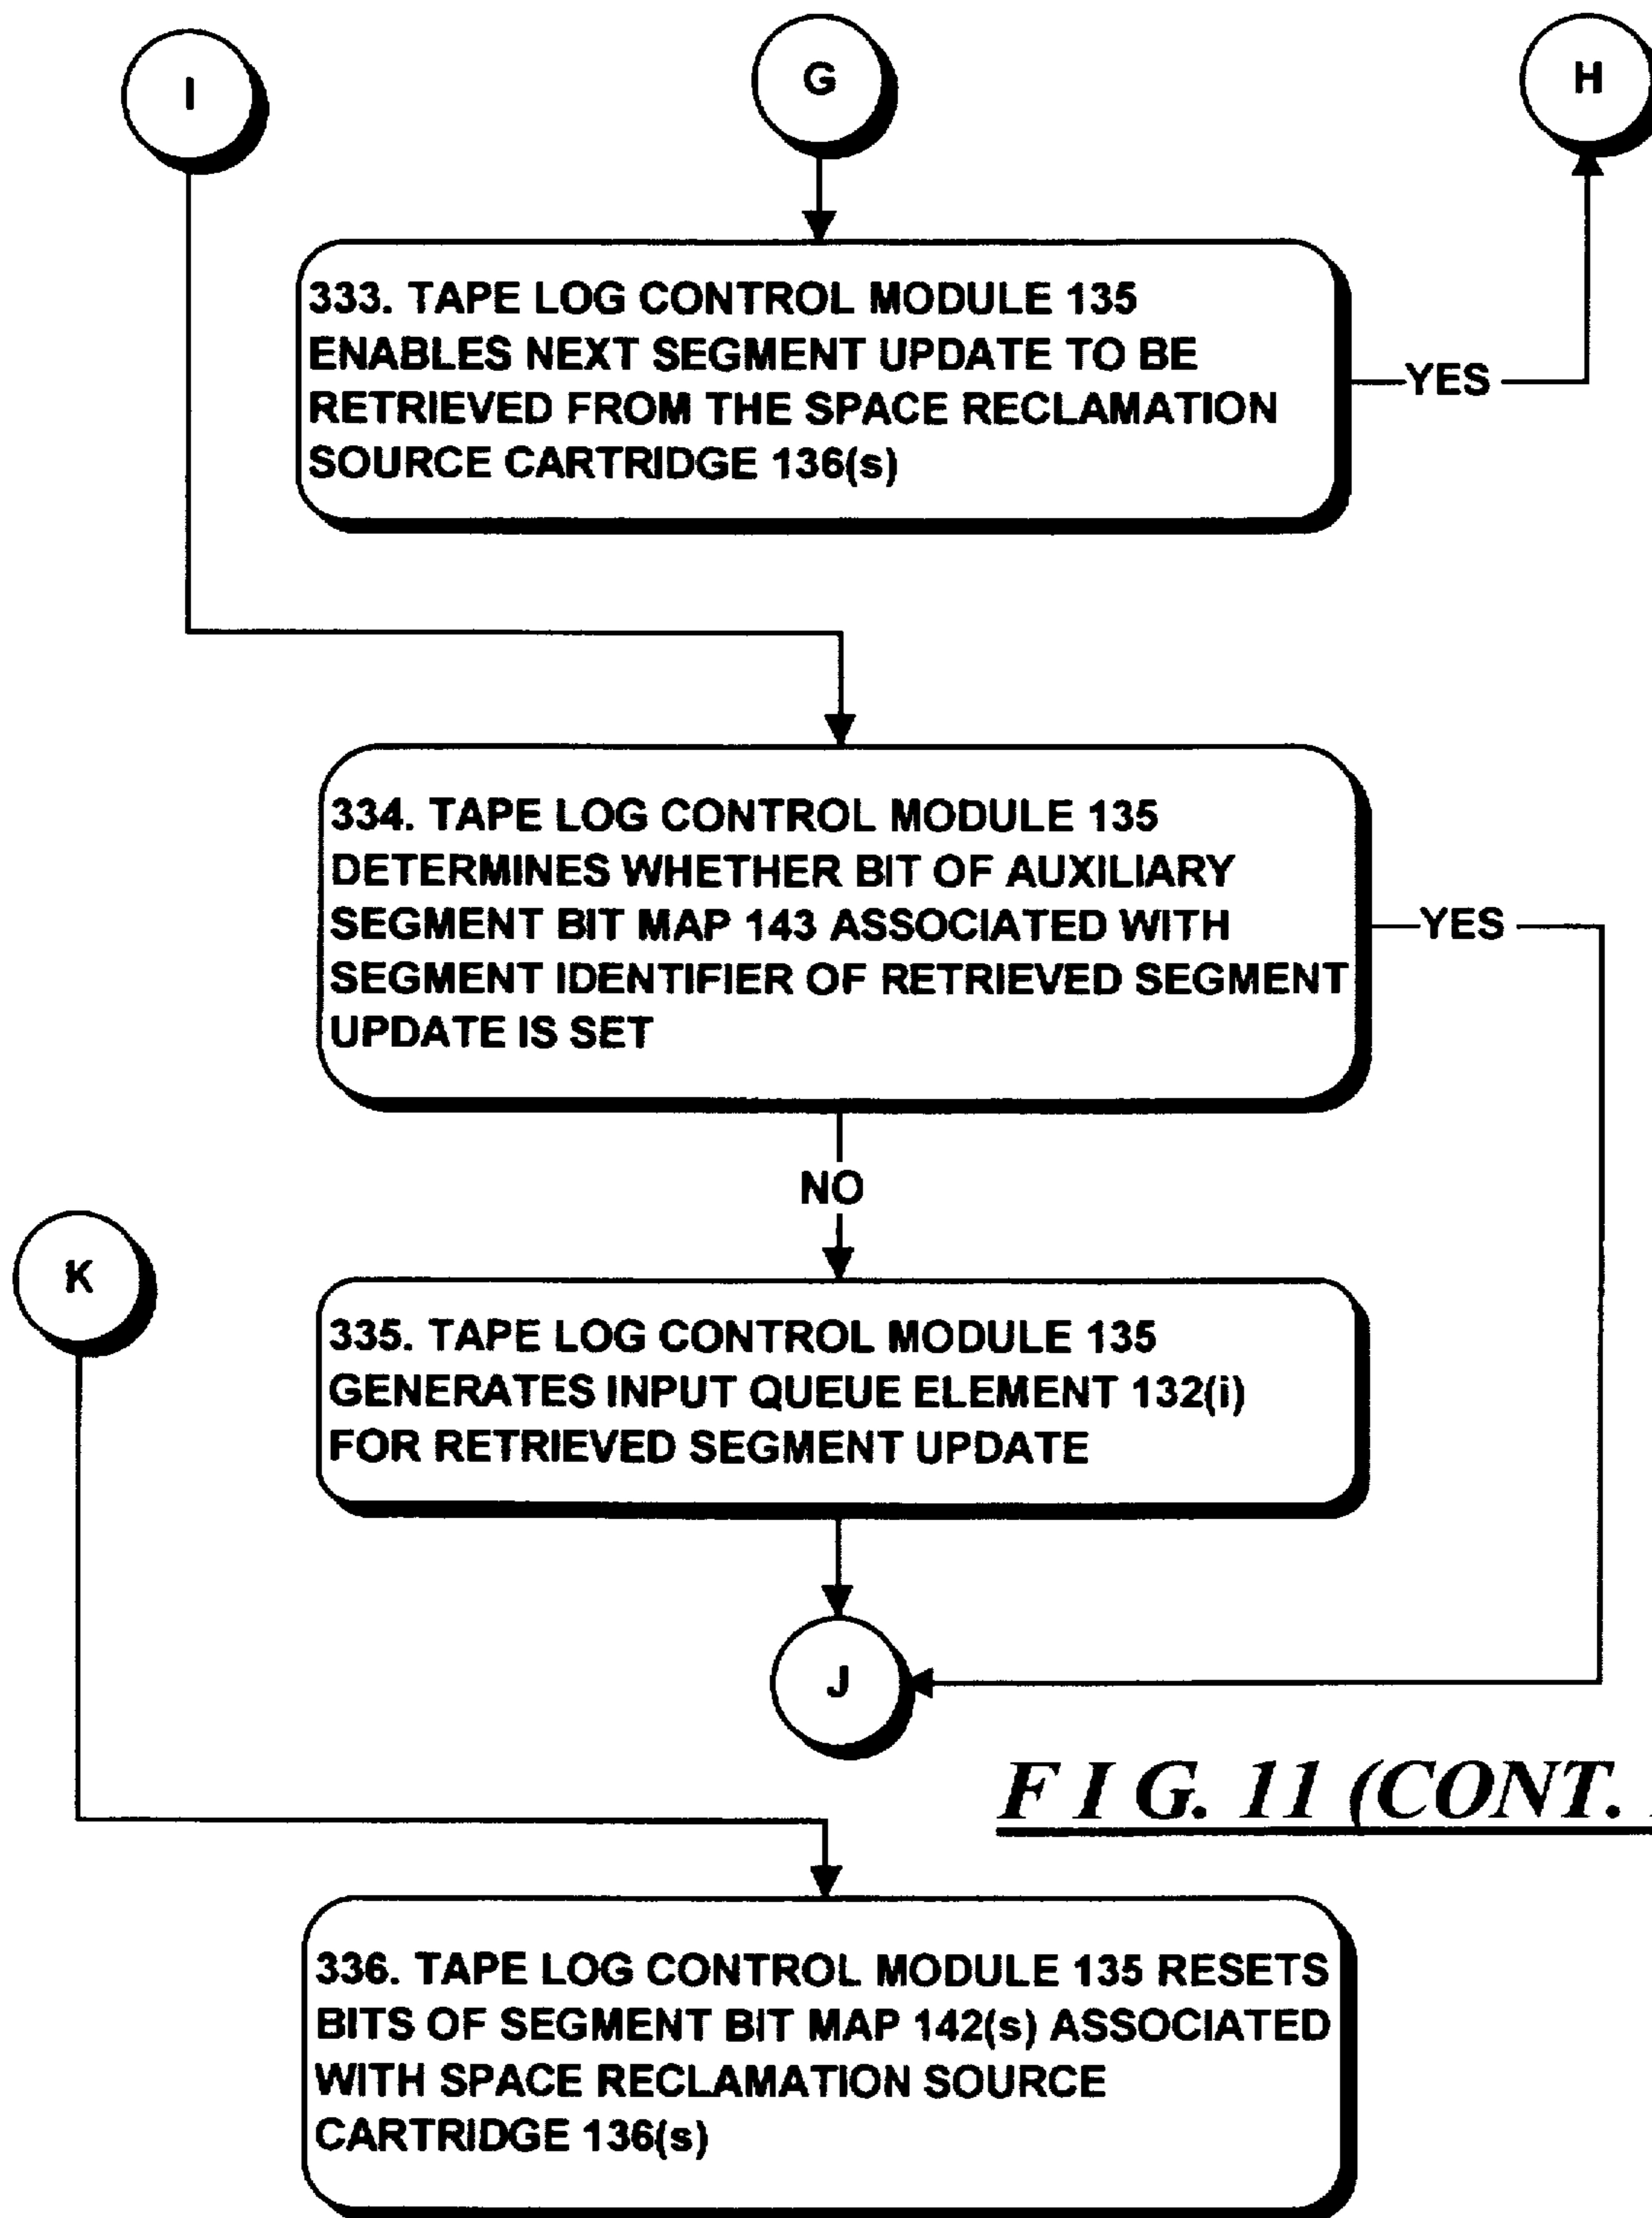 I
G
H
333. TAPE LOG CONTROL MODULE 135
ENABLES NEXT SEGMENT UPDATE TO BE
RETRIEVED FROM THE SPACE RECLAMATION
SOURCE CARTRIDGE 136(s)
YES
334. TAPE LOG CONTROL MODULE 135
DETERMINES WHETHER BIT OF AUXILIARY
SEGMENT BIT MAP 143 ASSOCIATED WITH
SEGMENT IDENTIFIER OF RETRIEVED SEGMENT
UPDATE IS SET
YES
NO
K
335. TAPE LOG CONTROL MODULE 135
GENERATES INPUT QUEUE ELEMENT 132(i)
FOR RETRIEVED SEGMENT UPDATE
J
F I G. 11 (CONT.
336. TAPE LOG CONTROL MODULE 135 RESETS
BITS OF SEGMENT BIT MAP 142(s) ASSOCIATED
WITH SPACE RECLAMATION SOURCE
CARTRIDGE 136(s)